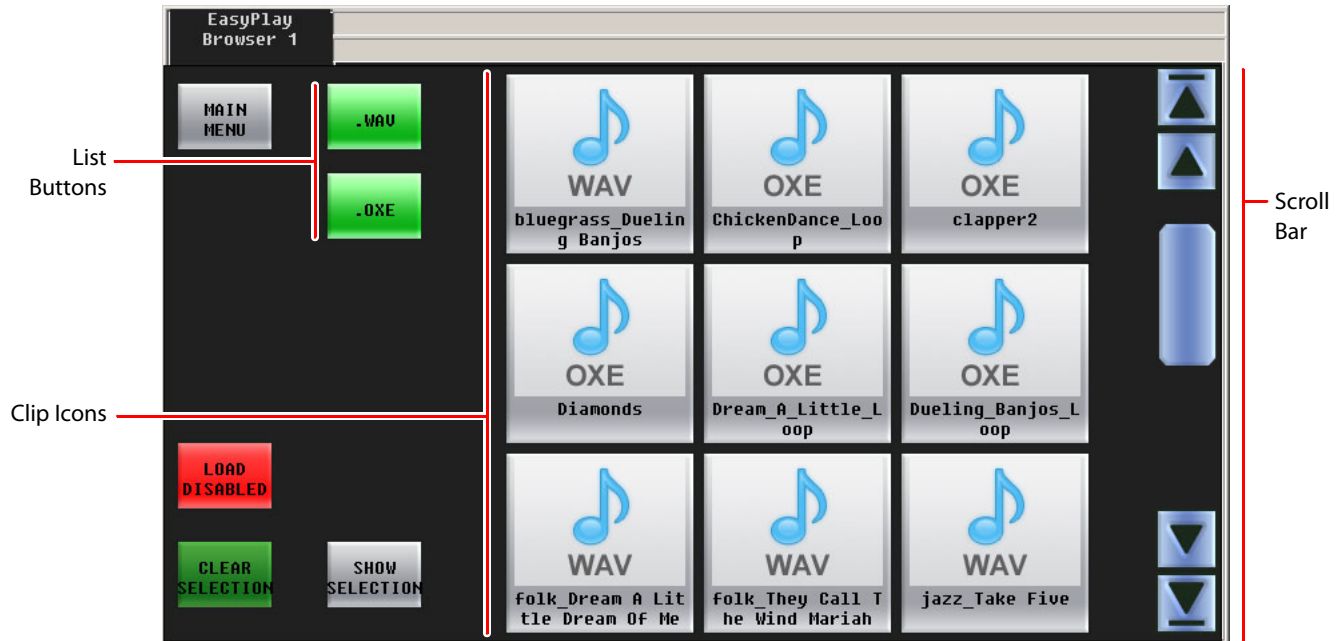 EasyPlay
Browser 1
MAIN
MENU
.WAV
.OXE
List
Buttons
Clip Icons
LOAD
DISABLED
CLEAR
SELECTION
SHOW
SELECTION
WAV
bluegrass_Duelin
g Banjos
OXE
ChickenDance_Loo
p
OXE
clapper2
OXE
Diamonds
OXE
Dream_A_Little_L
oop
OXE
Dueling_Banjos_L
oop
WAV
folk_Dream A Lit
tle Dream Of Me
WAV
folk_They Call T
he Wind Mariah
WAV
jazz_Take Five
Scroll
Bar